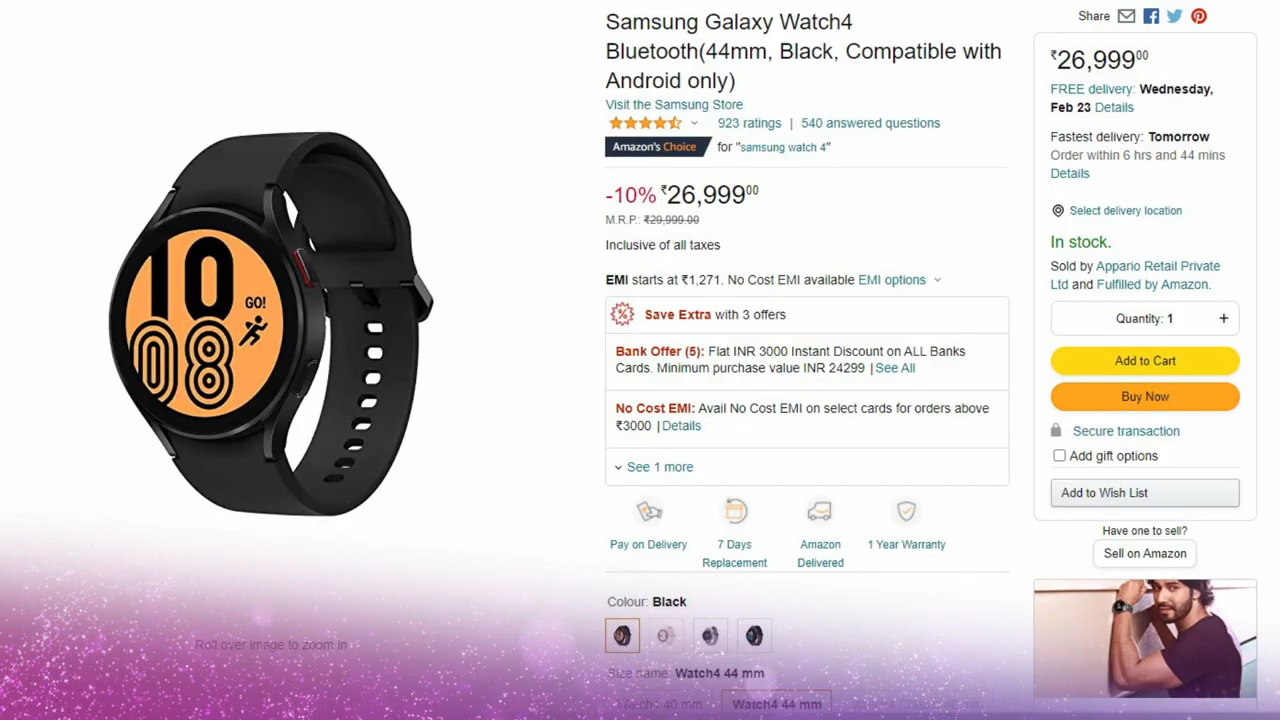 Samsung Galaxy Watch4
Bluetooth(44mm, Black, Compatible with
Android only)
Visit the Samsung Store
923 ratings | 540 answered questions
Amazon's Choice for "samsung watch 4"
-10% ₹26,999.00
M.R.P.: ₹29,999.00
Inclusive of all taxes
EMI starts at ₹1,271. No Cost EMI available EMI options
Save Extra with 3 offers
Bank Offer (5): Flat INR 3000 Instant Discount on ALL Banks
Cards. Minimum purchase value INR 24299 | See All
No Cost EMI: Avail No Cost EMI on select cards for orders above
₹3000 | Details
See 1 more
Pay on Delivery
7 Days
Replacement
Amazon
Delivered
1 Year Warranty
Colour: Black
Size name: Watch4 44 mm
Watch4 40 mm
Watch4 44 mm
10
GO!
08
Roll over image to zoom in
Share
₹26,999.00
FREE delivery: Wednesday,
Feb 23 Details
Fastest delivery: Tomorrow
Order within 6 hrs and 44 mins
Details
Select delivery location
In stock.
Sold by Appario Retail Private
Ltd and Fulfilled by Amazon.
Quantity: 1 +
Add to Cart
Buy Now
Secure transaction
Add gift options
Add to Wish List
Have one to sell?
Sell on Amazon